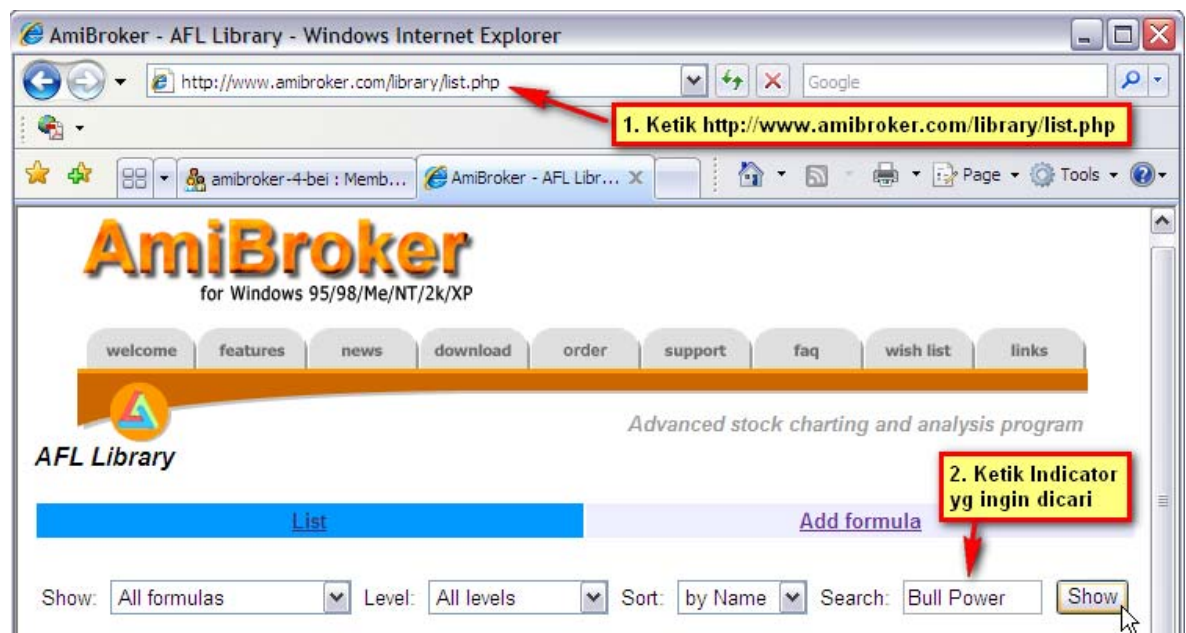 AmiBroker - AFL Library - Windows Internet Explorer
http://www.amibroker.com/library/list.php
Google
1. Ketik http://www.amibroker.com/library/list.php
amibroker-4-bei : Memb...
AmiBroker - AFL Libr...
Page
Tools
AmiBroker
for Windows 95/98/Me/NT/2k/XP
welcome features news download order support faq wish list links
Advanced stock charting and analysis program
AFL Library
2. Ketik Indicator
yg ingin dicari
List
Add formula
Show: All formulas Level: All levels Sort: by Name Search: Bull Power Show